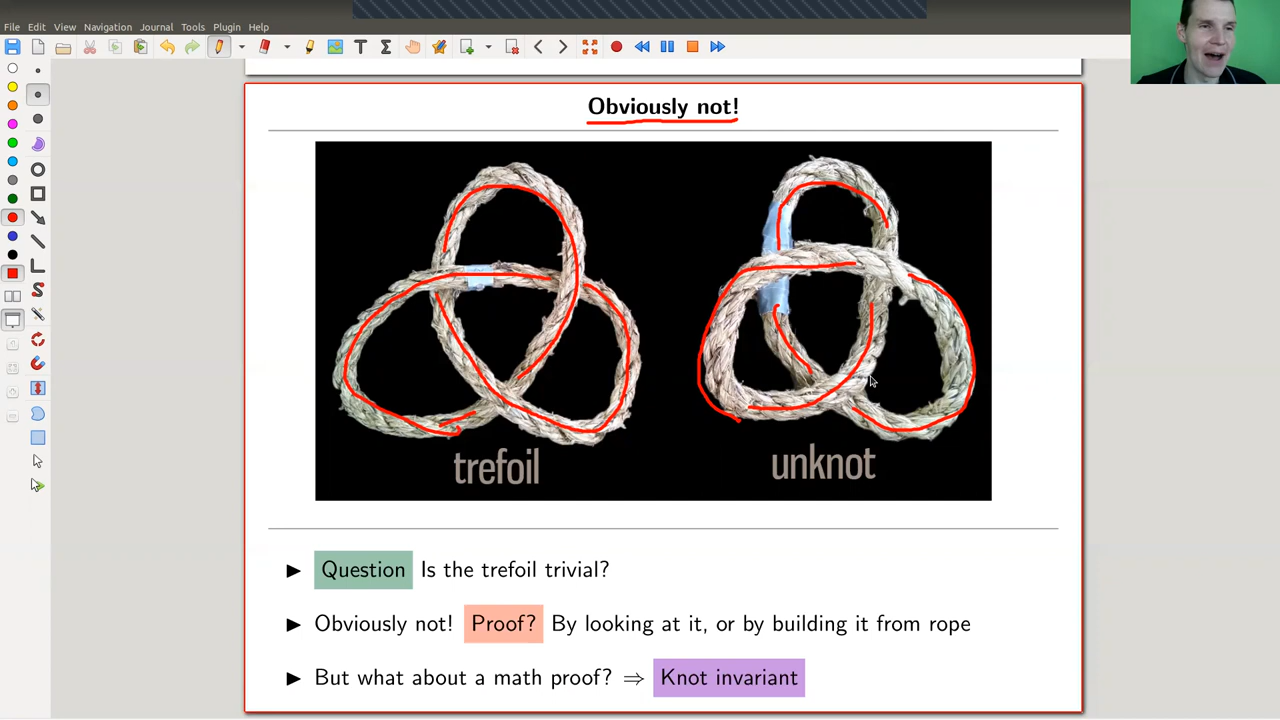 File Edit View Navigation Journal Tools Plugin Help
Obviously not!
trefoil
unknot
Question Is the trefoil trivial?
Obviously not! Proof? By looking at it, or by building it from rope
But what about a math proof? ⇒ Knot invariant